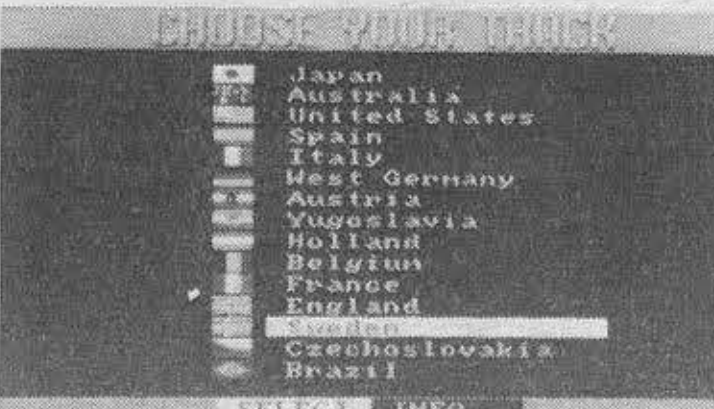 CHOOSE YOUR TRACK
Japan
Australia
United States
Spain
Italy
West Germany
Austria
Yugoslavia
Holland
Belgium
France
England
Sweden
Czechoslovakia
Brazil
INFO